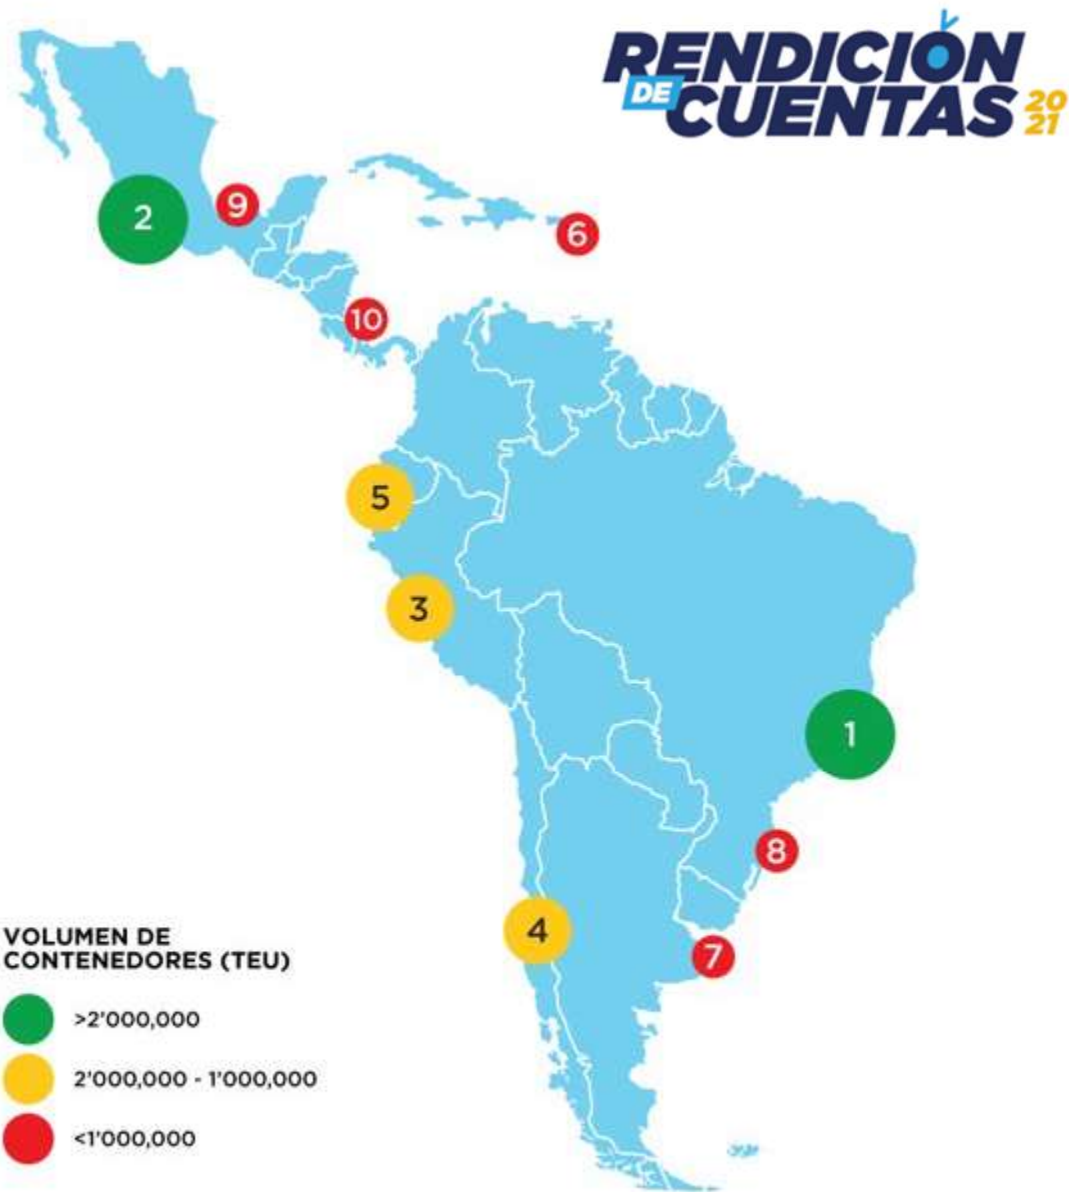 RENDICIÓN
DE CUENTAS 20
21
2
9
6
10
5
3
1
8
4
7
VOLUMEN DE
CONTENEDORES (TEU)
>2'000,000
2'000,000 - 1'000,000
<1'000,000